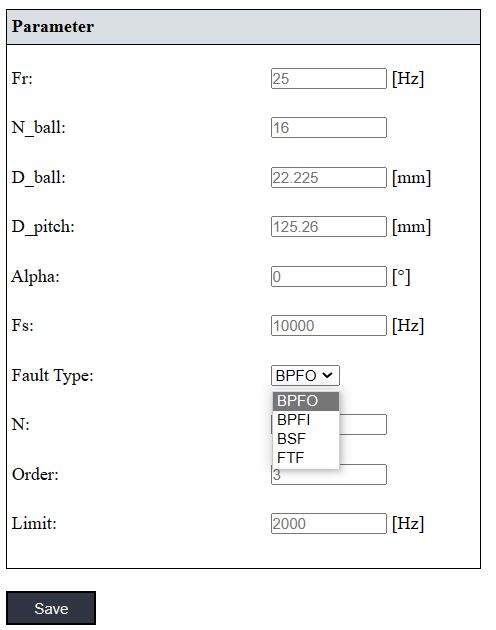 Parameter
Fr: 25 [Hz]
N_ball: 16
D_ball: 22.225 [mm]
D_pitch: 125.26 [mm]
Alpha: 0 [°]
Fs: 10000 [Hz]
Fault Type: BPFO
BPFO
BPFI
N:
BSF
FTF
Order: 3
Limit: 2000 [Hz]
Save